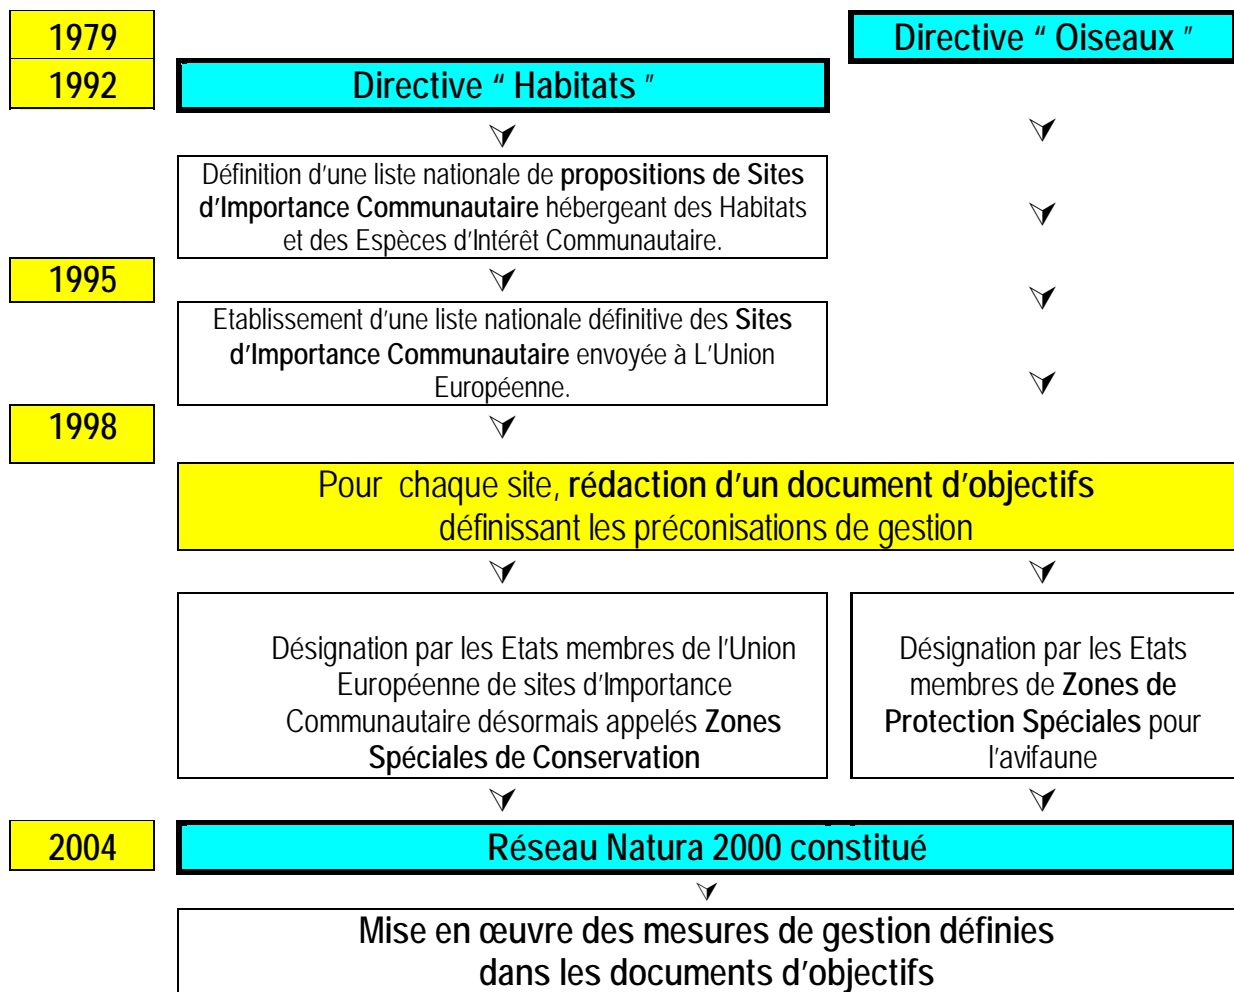 1979
Directive “ Oiseaux ”
1992
Directive “ Habitats ”
Définition d'une liste nationale de propositions de Sites
d'Importance Communautaire hébergeant des Habitats
et des Espèces d'Intérêt Communautaire.
1995
Etablissement d'une liste nationale définitive des Sites
d'Importance Communautaire envoyée à L'Union
Européenne.
1998
Pour chaque site, rédaction d'un document d'objectifs
définissant les préconisations de gestion
Désignation par les Etats membres de l'Union
Européenne de sites d'Importance
Communautaire désormais appelés Zones
Spéciales de Conservation
Désignation par les Etats
membres de Zones de
Protection Spéciales pour
l'avifaune
2004
Réseau Natura 2000 constitué
Mise en œuvre des mesures de gestion définies
dans les documents d'objectifs